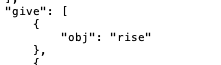 ],
"give": [
{
"obj": "rise"
},
{